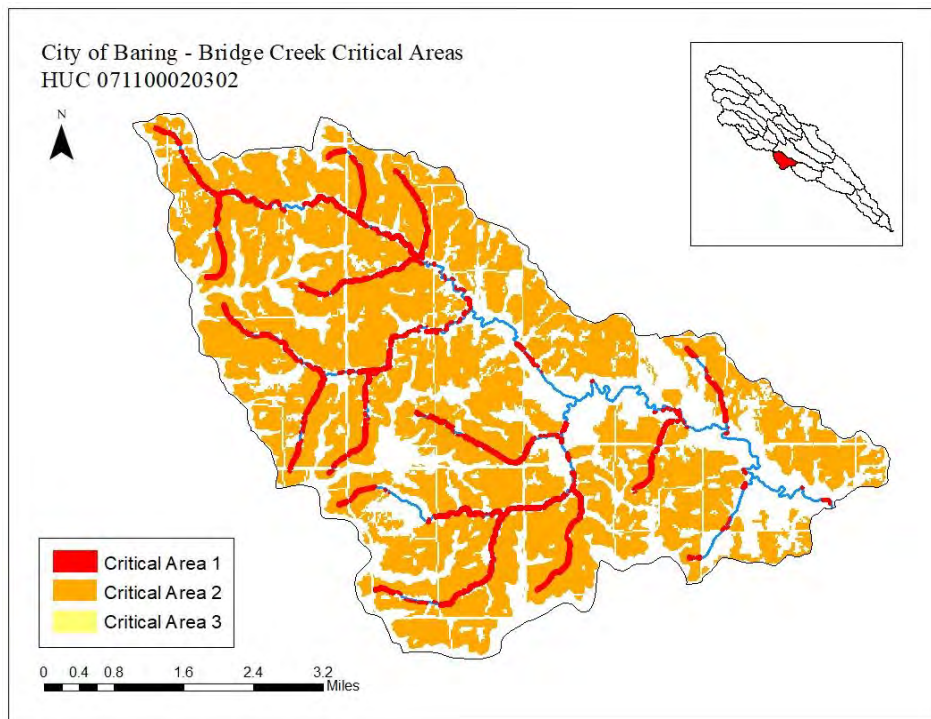 City of Baring - Bridge Creek Critical Areas
HUC 071100020302
N
Critical Area 1
Critical Area 2
Critical Area 3
0 0.4 0.8 1.6 2.4 3.2
Miles